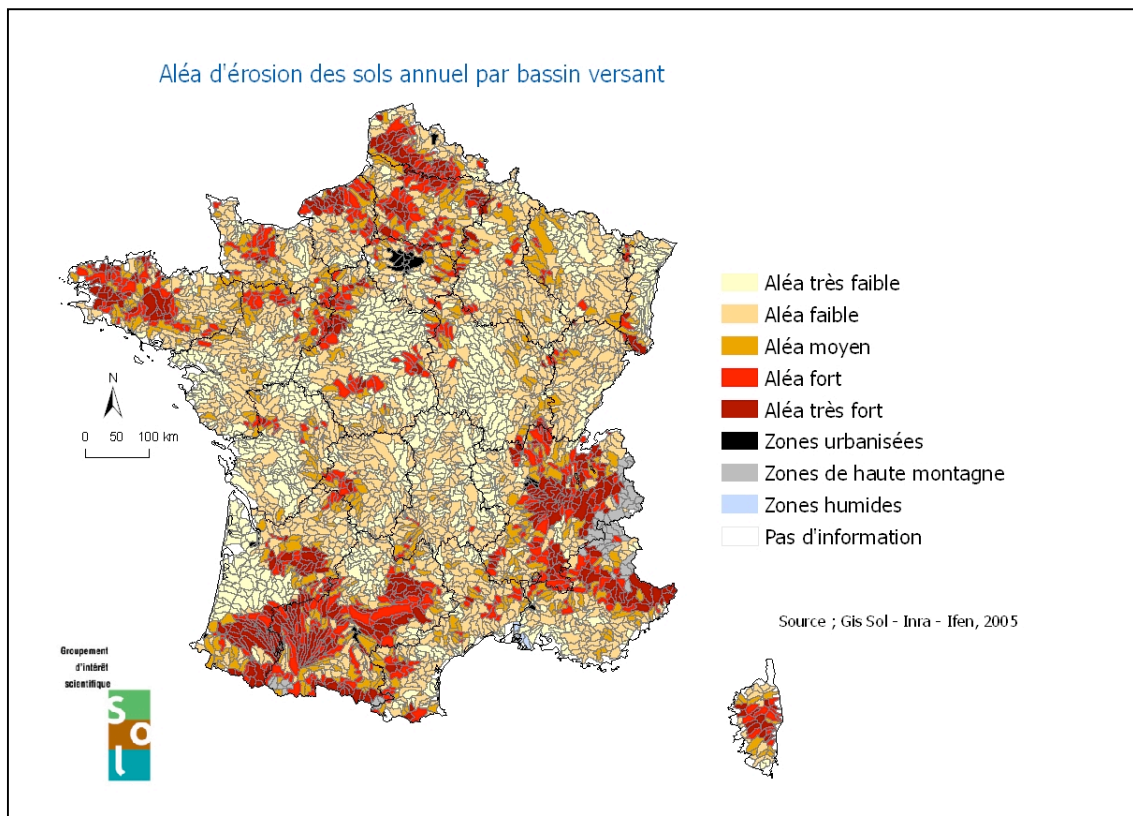 Aléa d'érosion des sols annuel par bassin versant
Aléa très faible
Aléa faible
Aléa moyen
Aléa fort
Aléa très fort
Zones urbanisées
Zones de haute montagne
Zones humides
Pas d'information
N
0 50 100 km
Source ; Gis Sol - Inra - Ifen, 2005
Groupement
d'intérêt
scientifique
S
o
l